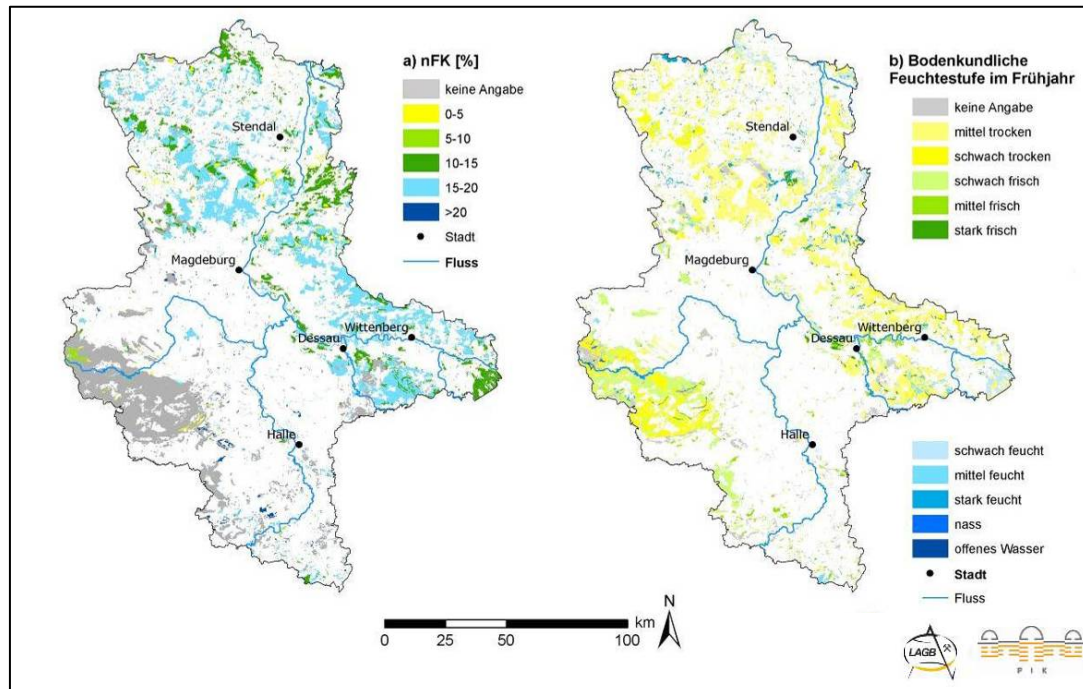 a) nFK [%]
keine Angabe
0-5
5-10
10-15
15-20
>20
Stadt
Fluss
Stendal
Magdeburg
Wittenberg
Dessau
Halle
b) Bodenkundliche
Feuchtestufe im Frühjahr
keine Angabe
mittel trocken
schwach trocken
schwach frisch
mittel frisch
stark frisch
Stendal
Magdeburg
Wittenberg
Dessau
Halle
schwach feucht
mittel feucht
stark feucht
nass
offenes Wasser
Stadt
Fluss
km
0 25 50 100
N
LAGB
P I K